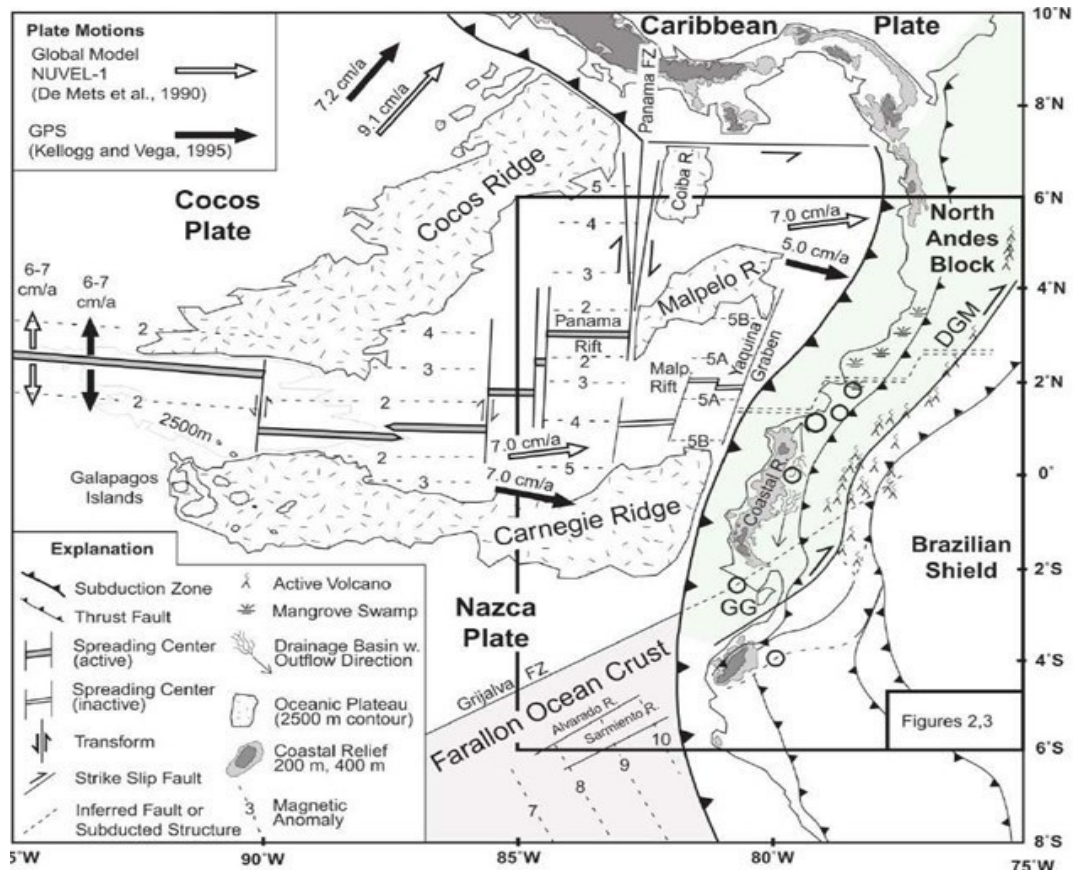 Plate Motions
Global Model
NUVEL-1
(De Mets et al., 1990)
GPS
(Kellogg and Vega, 1995)
7.2 cm/a
9.1 cm/a
Caribbean Plate
Panama FZ
10°N
8°N
6°N
4°N
2°N
0°
2°S
4°S
6°S
8°S
Cocos
Plate
Cocos Ridge
Coiba R.
5
4
3
2
7.0 cm/a
5.0 cm/a
North
Andes
Block
6-7
cm/a
6-7
cm/a
Malpelo R.
DGM
2
2
4
3
2
Panama
Rift
2
3
4
5
5B
5A
5A
5B
Yaquina
Graben
Malp.
Rift
2500m
2
3
7.0 cm/a
7.0 cm/a
Galapagos
Islands
Carnegie Ridge
Coastal R.
Brazilian
Shield
GG
Nazca
Plate
Grijalva FZ
Farallon Ocean Crust
Alvarado R.
Sarmiento R.
10
9
8
7
Figures 2,3
Explanation
Subduction Zone
Thrust Fault
Spreading Center
(active)
Spreading Center
(inactive)
Transform
Strike Slip Fault
Inferred Fault or
Subducted Structure
Active Volcano
Mangrove Swamp
Drainage Basin w.
Outflow Direction
Oceanic Plateau
(2500 m contour)
Coastal Relief
200 m, 400 m
3 Magnetic
Anomaly
5°W
90°W
85°W
80°W
75°W